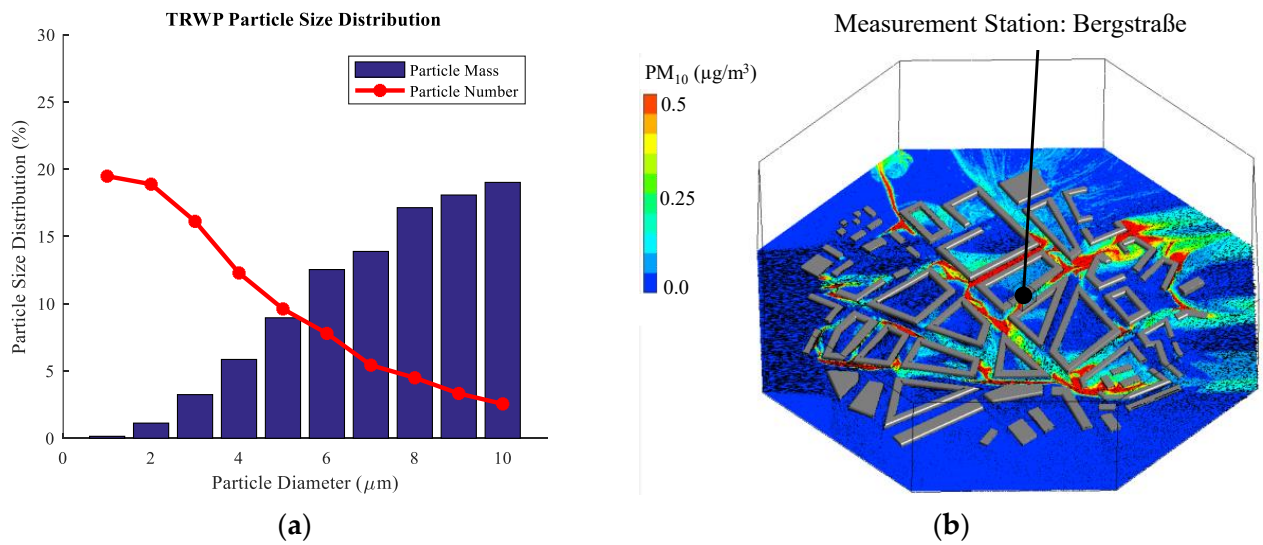 TRWP Particle Size Distribution
Particle Size Distribution (%)
30
25
20
15
10
5
0
Particle Mass
Particle Number
0 2 4 6 8 10
Particle Diameter (μm)
(a)
Measurement Station: Bergstraße
PM₁₀ (μg/m³)
0.5
0.25
0.0
(b)